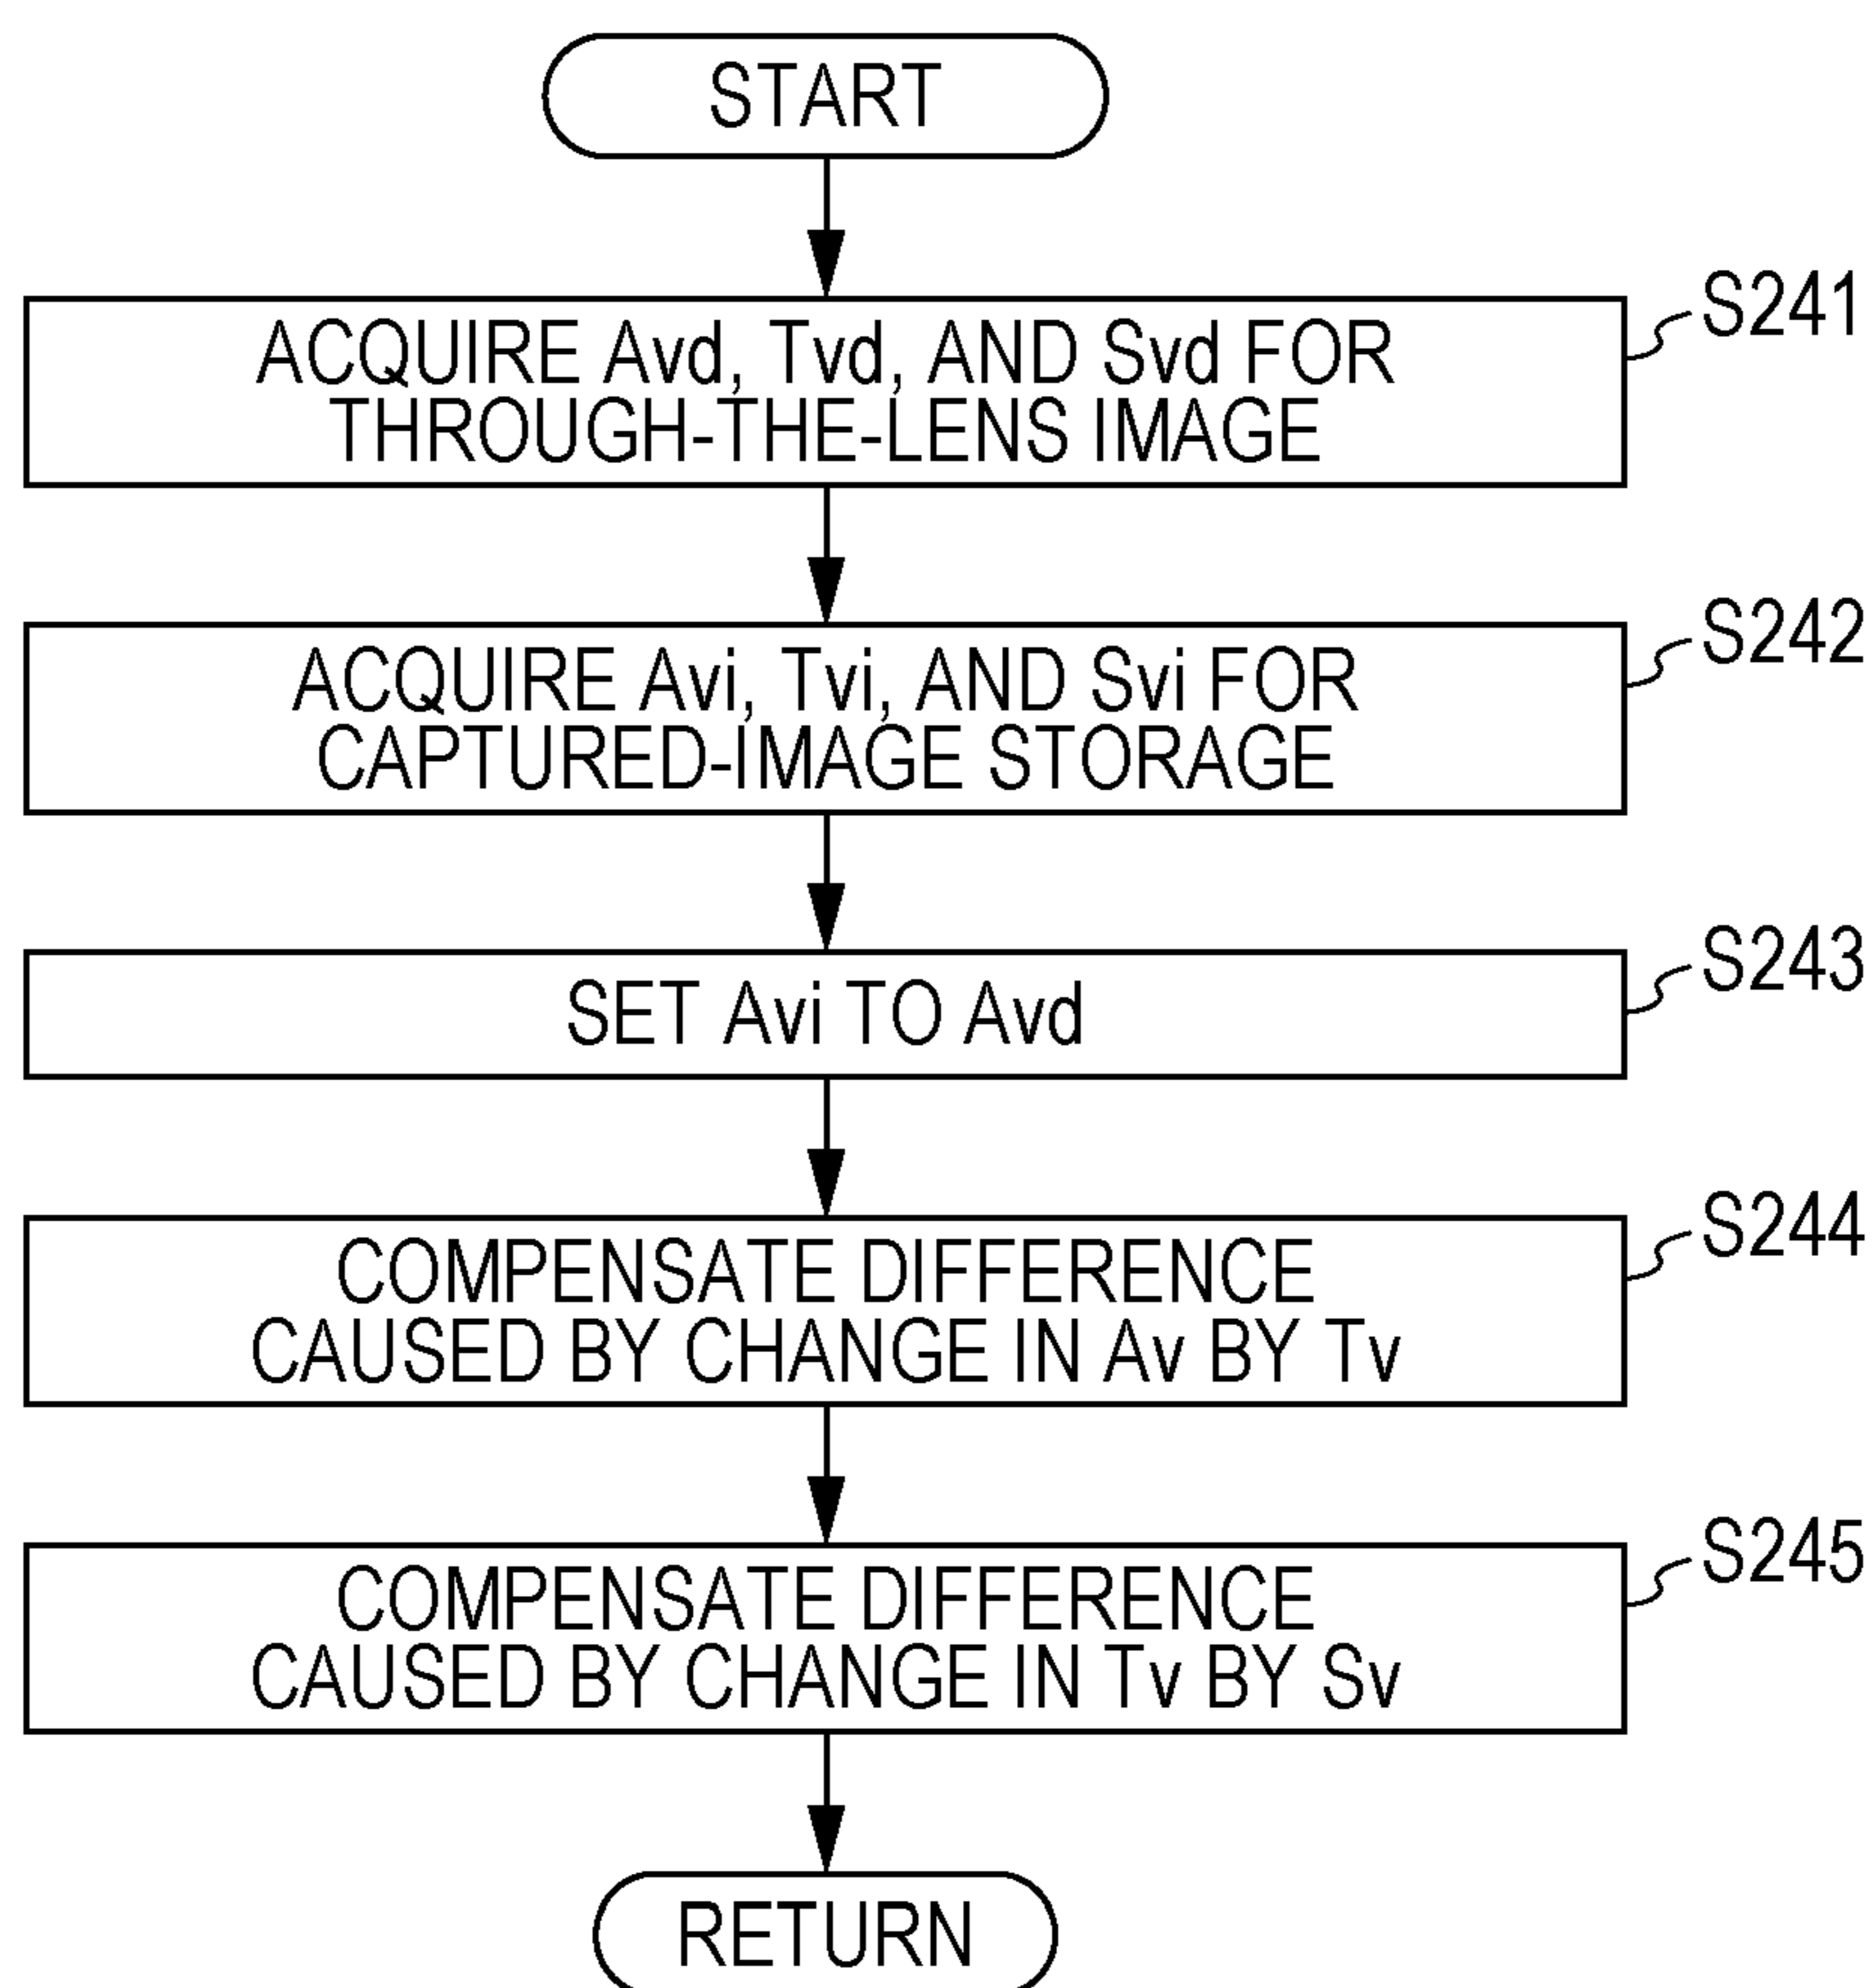 START
S241
ACQUIRE Avd, Tvd, AND Svd FOR
THROUGH-THE-LENS IMAGE
S242
ACQUIRE Avi, Tvi, AND Svi FOR
CAPTURED-IMAGE STORAGE
S243
SET Avi TO Avd
S244
COMPENSATE DIFFERENCE
CAUSED BY CHANGE IN Av BY Tv
S245
COMPENSATE DIFFERENCE
CAUSED BY CHANGE IN Tv BY Sv
RETURN